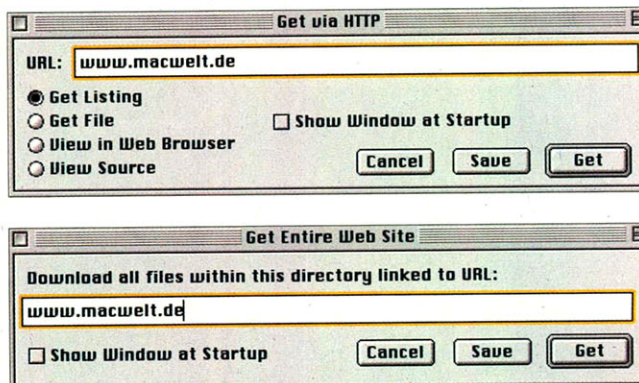 Get via HTTP
URL: www.macwelt.de
Get Listing
Get File
Show Window at Startup
View in Web Browser
View Source
Cancel Save Get
Get Entire Web Site
Download all files within this directory linked to URL:
www.macwelt.de
Show Window at Startup
Cancel Save Get